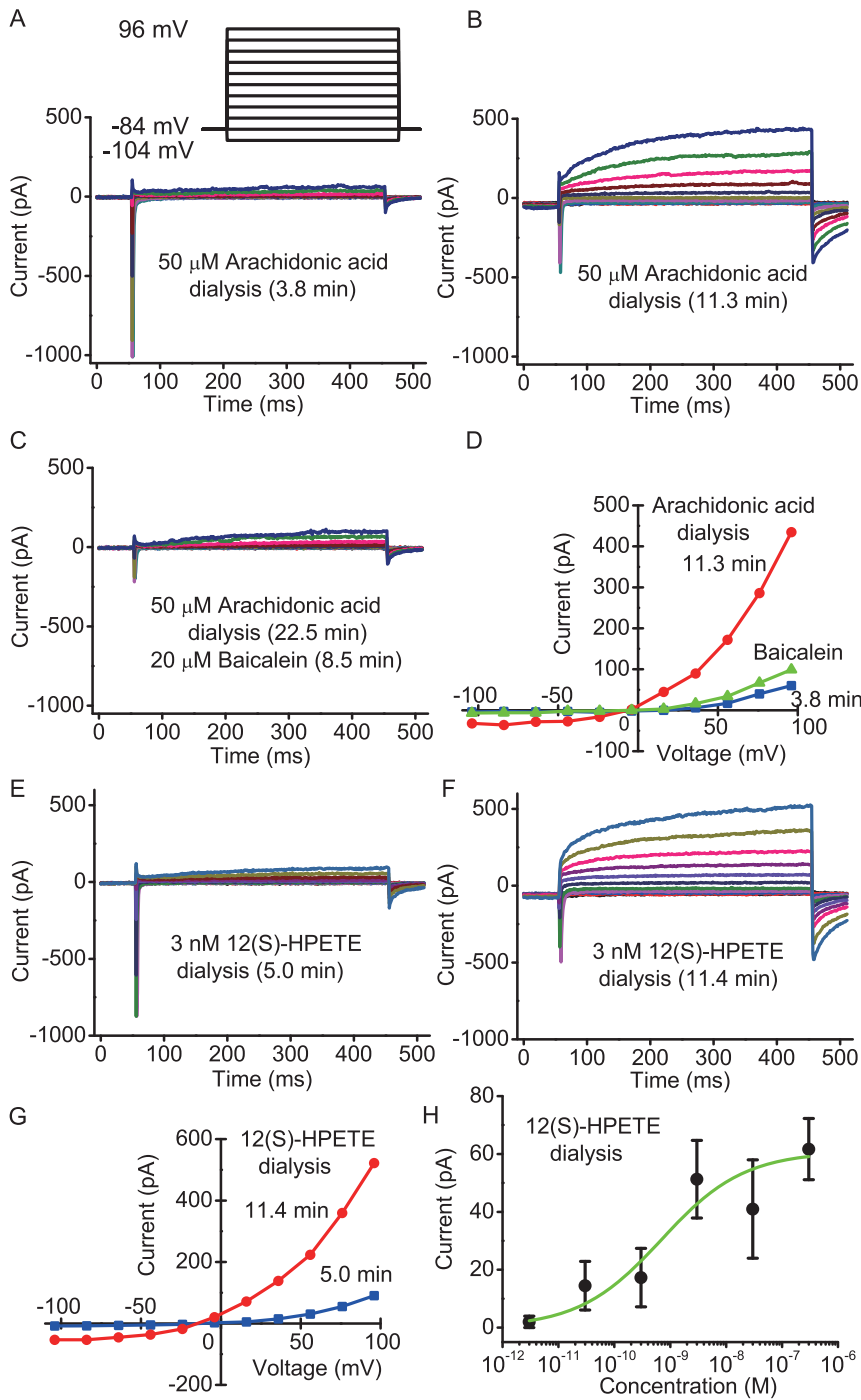 A
96 mV
-84 mV
-104 mV
500
0
-500
-1000
Current (pA)
50 μM Arachidonic acid
dialysis (3.8 min)
0 100 200 300 400 500
Time (ms)
B
500
0
-500
-1000
Current (pA)
50 μM Arachidonic acid
dialysis (11.3 min)
0 100 200 300 400 500
Time (ms)
C
500
0
-500
-1000
Current (pA)
50 μM Arachidonic acid
dialysis (22.5 min)
20 μM Baicalein (8.5 min)
0 100 200 300 400 500
Time (ms)
D
500
400
300
200
100
0
-100
Current (pA)
Arachidonic acid
dialysis
11.3 min
Baicalein
3.8 min
-100 -50 50 100
Voltage (mV)
E
500
0
-500
-1000
Current (pA)
3 nM 12(S)-HPETE
dialysis (5.0 min)
0 100 200 300 400 500
Time (ms)
F
500
0
-500
-1000
Current (pA)
3 nM 12(S)-HPETE
dialysis (11.4 min)
0 100 200 300 400 500
Time (ms)
G
600
400
200
0
-200
Current (pA)
12(S)-HPETE
dialysis
11.4 min
5.0 min
-100 -50 50 100
Voltage (mV)
H
80
60
40
20
0
Current (pA)
12(S)-HPETE
dialysis
10-12 10-11 10-10 10-9 10-8 10-7 10-6
Concentration (M)